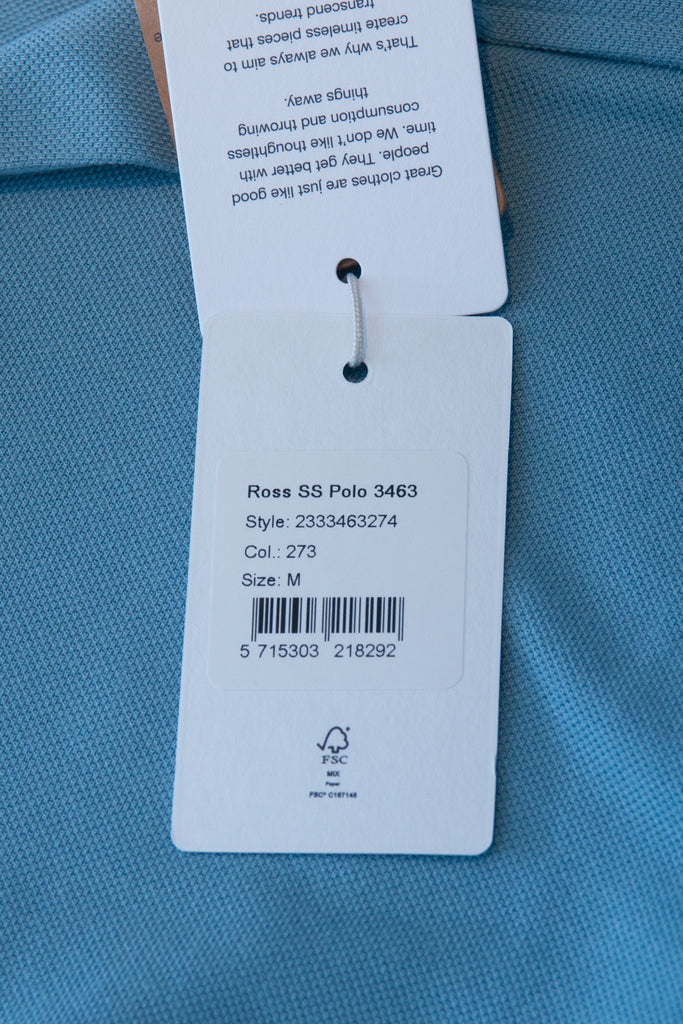 Great clothes are just like good
people. They get better with
time. We don't like thoughtless
consumption and throwing
things away.
That's why we always aim to
create timeless pieces that
transcend trends.
Ross SS Polo 3463
Style: 2333463274
Col.: 273
Size: M
5 715303 218292
FSC
MIX
Paper
FSC® C167148